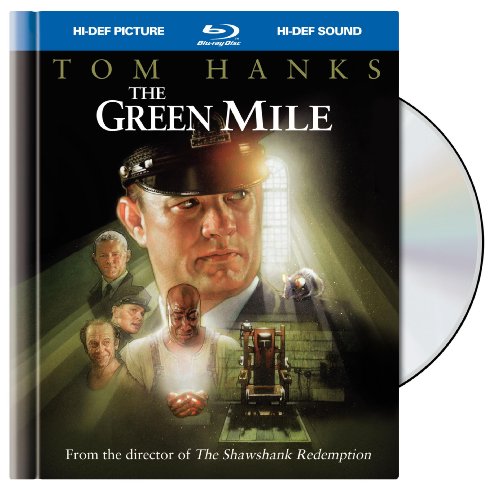 HI-DEF PICTURE Blu-ray Disc HI-DEF SOUND
TOM HANKS
THE
GREEN MILE
From the director of The Shawshank Redemption